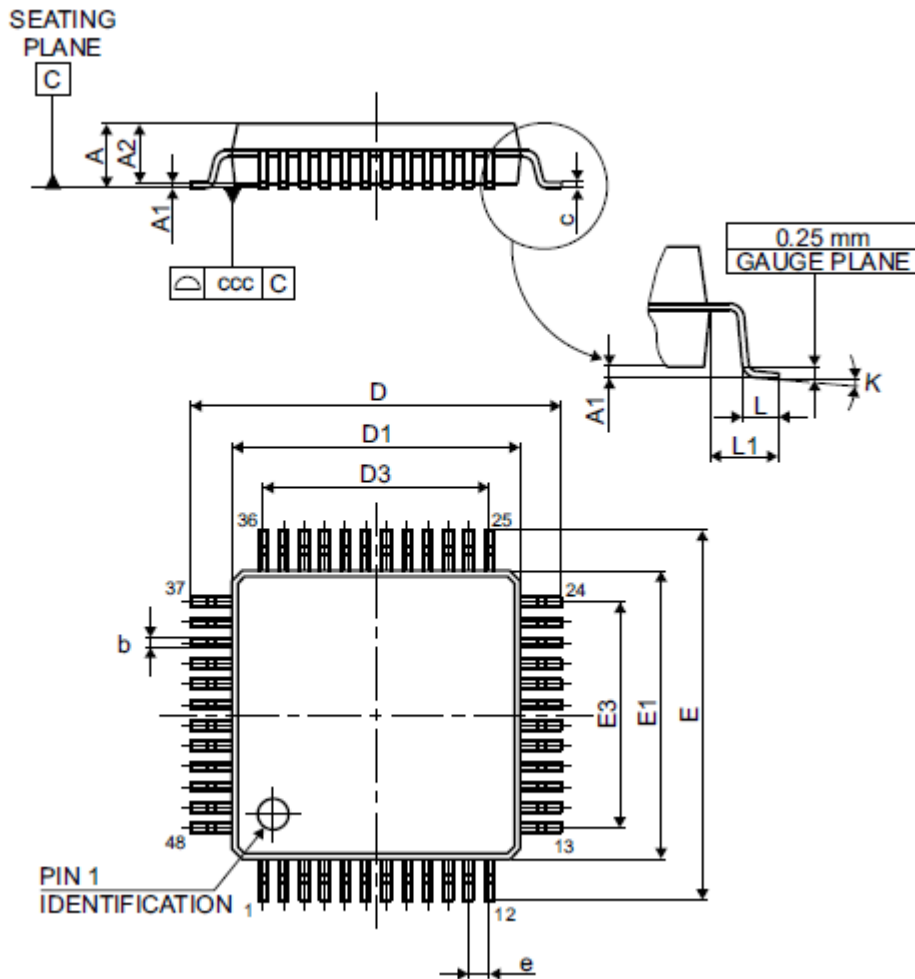 SEATING
PLANE
C
A
A2
A1
c
ccc C
0.25 mm
GAUGE PLANE
A1
K
L
L1
D
D1
D3
36
25
37
24
b
E3
E1
E
48
13
PIN 1
IDENTIFICATION
1
12
e